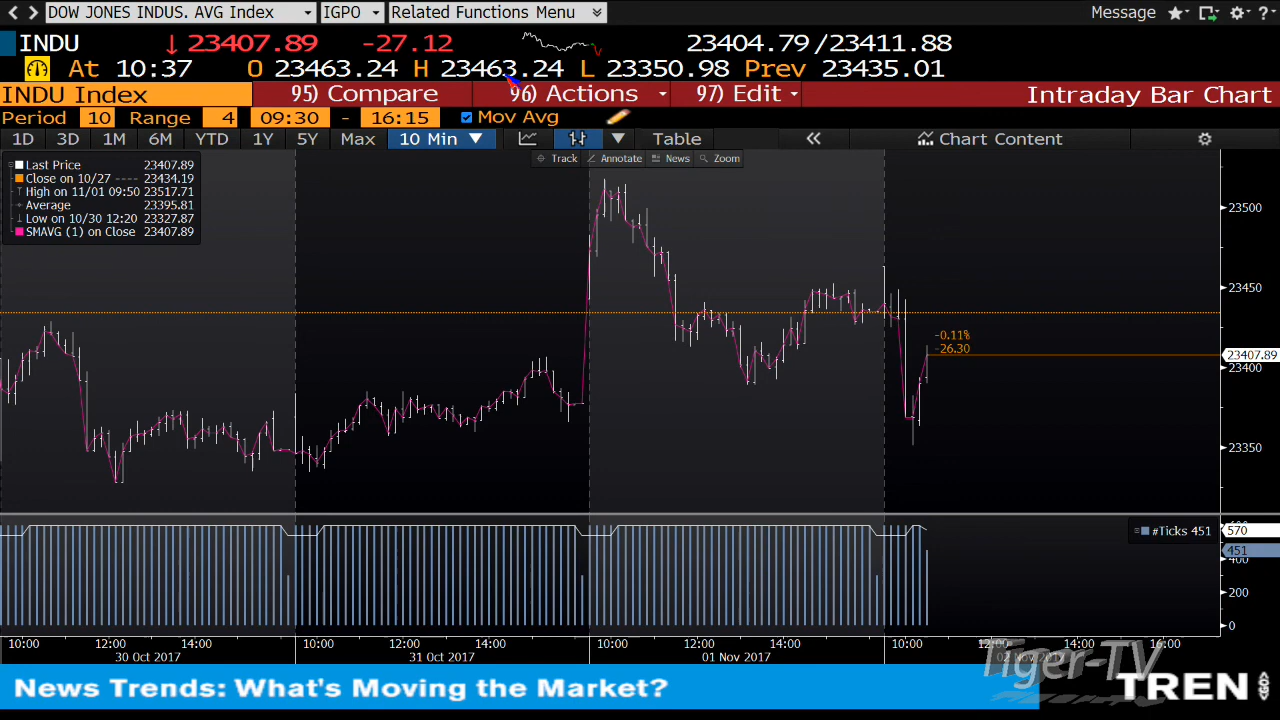 DOW JONES INDUS. AVG Index IGPO Related Functions Menu Message
INDU ↓ 23407.89 -27.12 23404.79 /23411.88
At 10:37 O 23463.24 H 23463.24 L 23350.98 Prev 23435.01
INDU Index 95) Compare 96) Actions 97) Edit Intraday Bar Chart
Period 10 Range 4 09:30 - 16:15 Mov Avg
1D 3D 1M 6M YTD 1Y 5Y Max 10 Min Table Chart Content
Track Annotate News Zoom
Last Price 23407.89
Close on 10/27 ---- 23434.19
High on 11/01 09:50 23517.71
Average 23395.81
Low on 10/30 12:20 23327.87
SMAVG (1) on Close 23407.89
23500
23450
-0.11%
-26.30
23407.89
23400
23350
#Ticks 451
570
451
400
200
0
10:00 12:00 14:00 10:00 12:00 14:00 10:00 12:00 14:00 10:00 12:00 14:00 16:00
30 Oct 2017 31 Oct 2017 01 Nov 2017 02 Nov 2017
Tiger-TV
News Trends: What's Moving the Market?
TREN